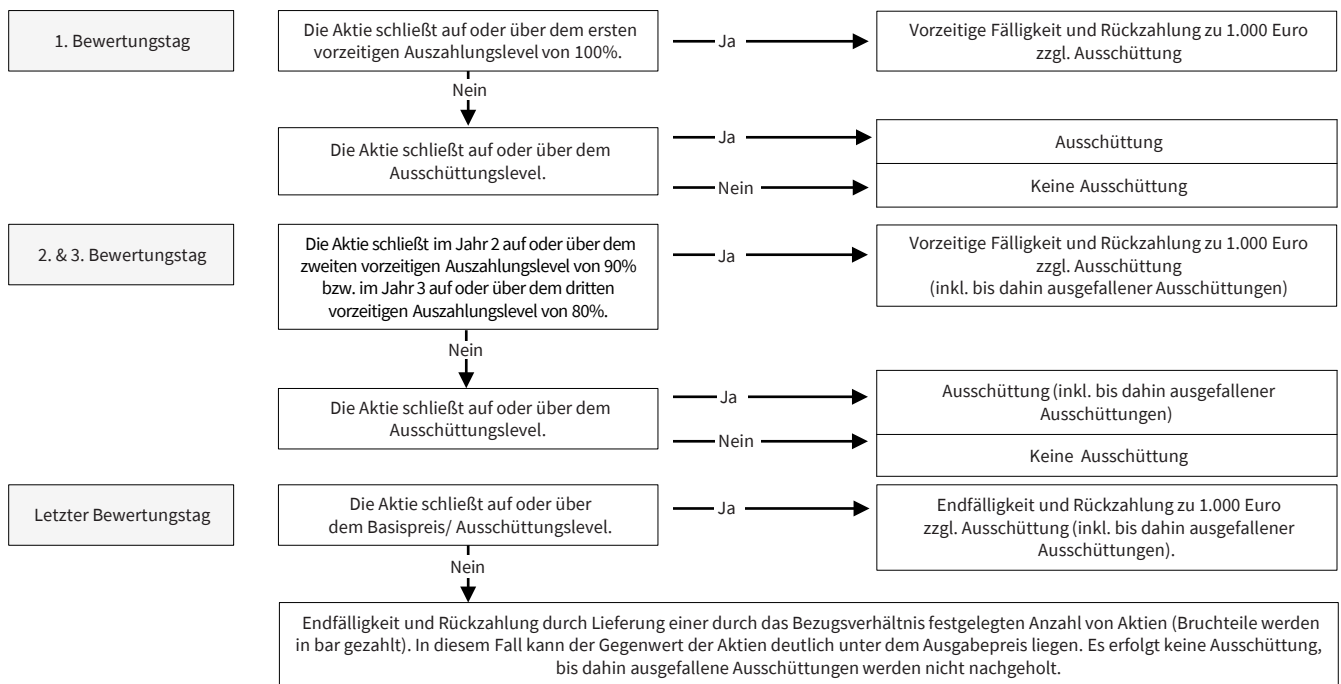 1. Bewertungstag
Die Aktie schließt auf oder über dem ersten
vorzeitigen Auszahlungslevel von 100%.
Ja
Vorzeitige Fälligkeit und Rückzahlung zu 1.000 Euro
zzgl. Ausschüttung
Nein
Die Aktie schließt auf oder über dem
Ausschüttungslevel.
Ja
Ausschüttung
Nein
Keine Ausschüttung
2. & 3. Bewertungstag
Die Aktie schließt im Jahr 2 auf oder über dem
zweiten vorzeitigen Auszahlungslevel von 90%
bzw. im Jahr 3 auf oder über dem dritten
vorzeitigen Auszahlungslevel von 80%.
Ja
Vorzeitige Fälligkeit und Rückzahlung zu 1.000 Euro
zzgl. Ausschüttung
(inkl. bis dahin ausgefallener Ausschüttungen)
Nein
Die Aktie schließt auf oder über dem
Ausschüttungslevel.
Ja
Ausschüttung (inkl. bis dahin ausgefallener
Ausschüttungen)
Nein
Keine Ausschüttung
Letzter Bewertungstag
Die Aktie schließt auf oder über
dem Basispreis/ Ausschüttungslevel.
Ja
Endfälligkeit und Rückzahlung zu 1.000 Euro
zzgl. Ausschüttung (inkl. bis dahin ausgefallener
Ausschüttungen).
Nein
Endfälligkeit und Rückzahlung durch Lieferung einer durch das Bezugsverhältnis festgelegten Anzahl von Aktien (Bruchteile werden
in bar gezahlt). In diesem Fall kann der Gegenwert der Aktien deutlich unter dem Ausgabepreis liegen. Es erfolgt keine Ausschüttung,
bis dahin ausgefallene Ausschüttungen werden nicht nachgeholt.